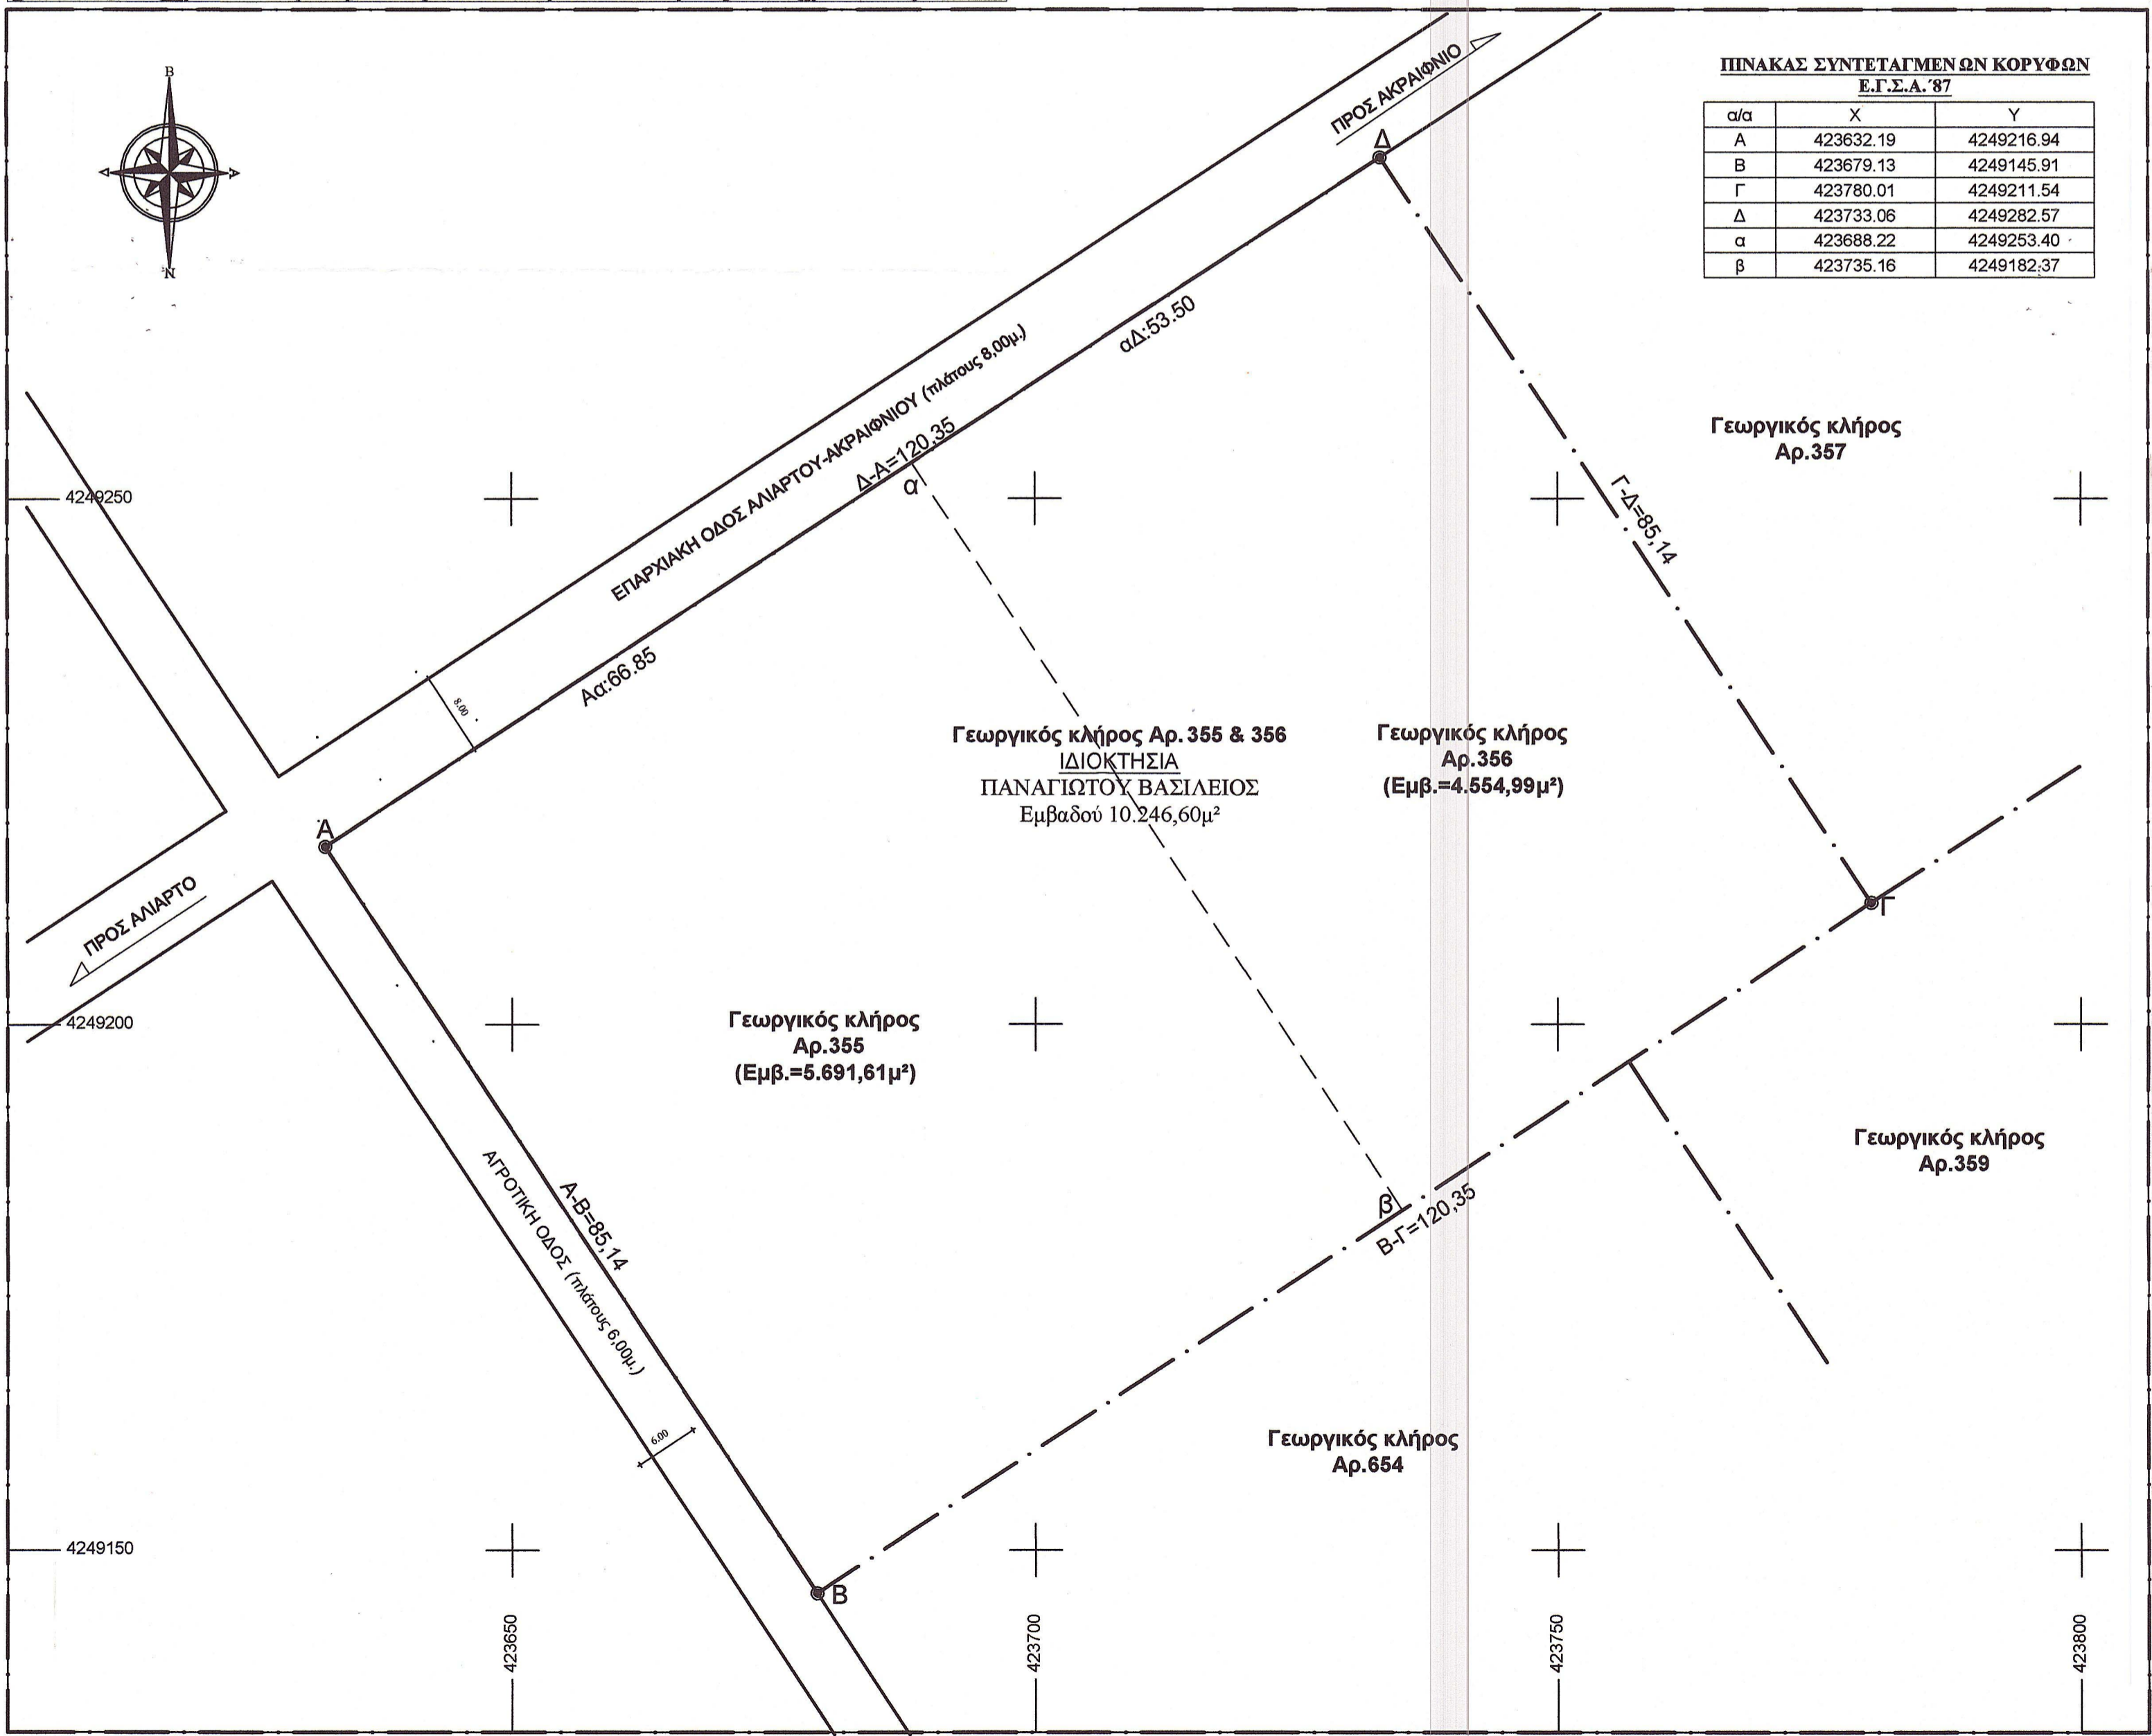 ΠΙΝΑΚΑΣ ΣΥΝΤΕΤΑΓΜΕΝΩΝ ΚΟΡΥΦΩΝ
Ε.Γ.Σ.Α.΄87
α/α Χ Υ
Α 423632.19 4249216.94
Β 423679.13 4249145.91
Γ 423780.01 4249211.54
Δ 423733.06 4249282.57
α 423688.22 4249253.40
β 423735.16 4249182.37
Β
Δ
Α
Ν
ΠΡΟΣ ΑΚΡΑΙΦΝΙΟ
Δ
αΔ:53.50
ΕΠΑΡΧΙΑΚΗ ΟΔΟΣ ΑΛΙΑΡΤΟΥ-ΑΚΡΑΙΦΝΙΟΥ (πλάτους 8,00μ.)
Δ-Α=120,35
α
Γεωργικός κλήρος
Αρ.357
4249250
Γ-Δ=85,14
Αα:66.85
8.00
Γεωργικός κλήρος Αρ.355 & 356
ΙΔΙΟΚΤΗΣΙΑ
ΠΑΝΑΓΙΩΤΟΥ ΒΑΣΙΛΕΙΟΣ
Εμβαδού 10.246,60μ²
Γεωργικός κλήρος
Αρ.356
(Εμβ.=4.554,99μ²)
Α
Γ
ΠΡΟΣ ΑΛΙΑΡΤΟ
4249200
Γεωργικός κλήρος
Αρ.355
(Εμβ.=5.691,61μ²)
Γεωργικός κλήρος
Αρ.359
ΑΓΡΟΤΙΚΗ ΟΔΟΣ (πλάτους 6,00μ.)
Α-Β=85,14
β
Β-Γ=120,35
6.00
Γεωργικός κλήρος
Αρ.654
4249150
Β
423650
423700
423750
423800